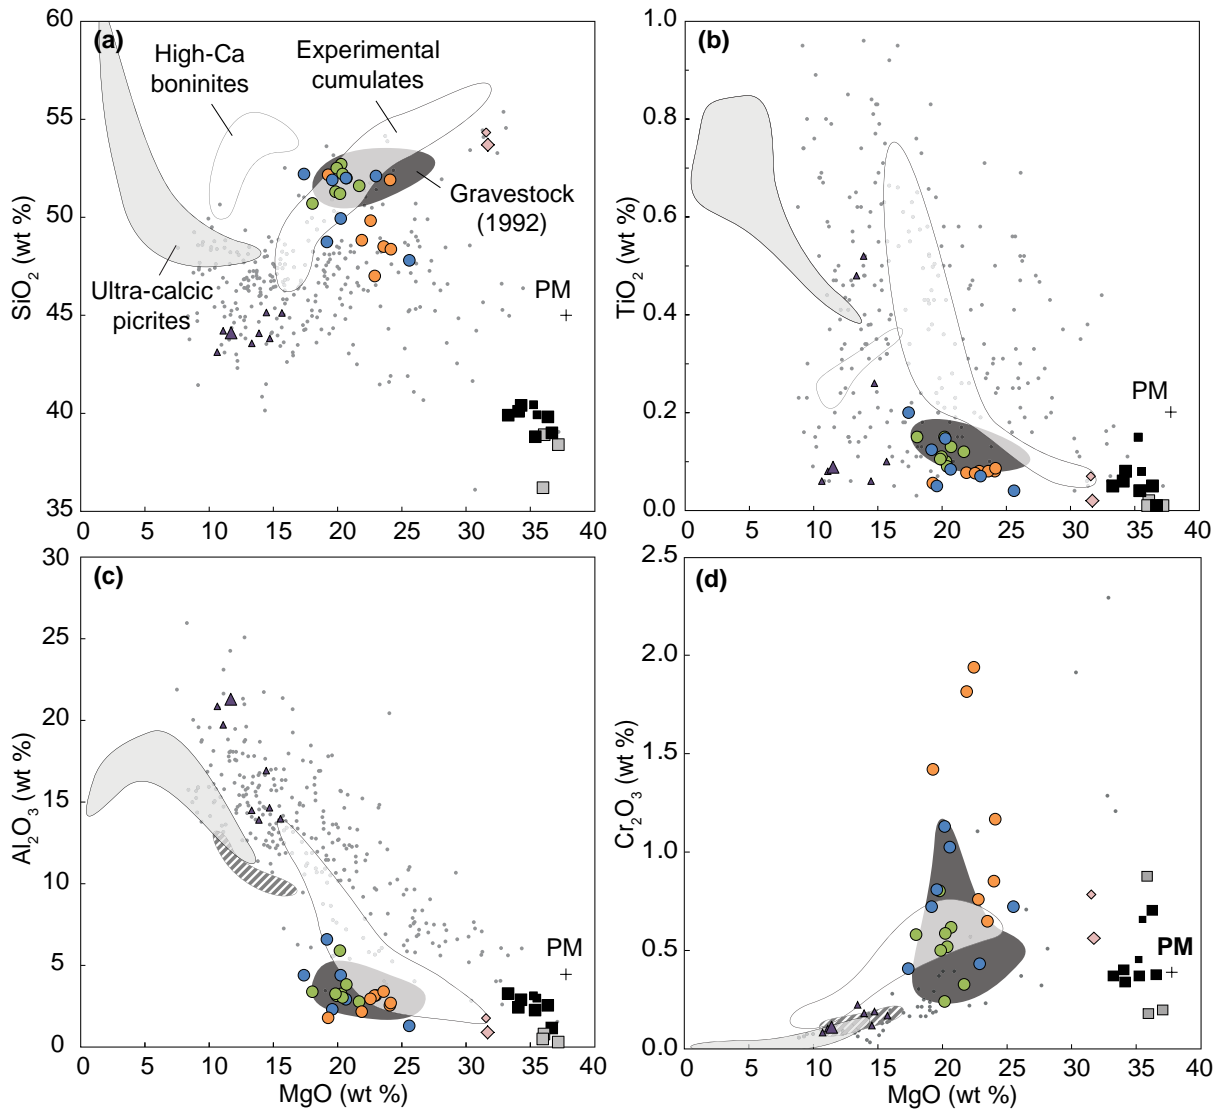 (a)
60
55
50
45
40
35
SiO2 (wt %)
High-Ca
boninites
Experimental
cumulates
Gravestock
(1992)
Ultra-calcic
picrites
PM
0 5 10 15 20 25 30 35 40
(b)
1.0
0.8
0.6
0.4
0.2
0.0
TiO2 (wt %)
PM
0 5 10 15 20 25 30 35 40
(c)
30
25
20
15
10
5
0
Al2O3 (wt %)
PM
0 5 10 15 20 25 30 35 40
MgO (wt %)
(d)
2.5
2.0
1.5
1.0
0.5
0.0
Cr2O3 (wt %)
PM
0 5 10 15 20 25 30 35 40
MgO (wt %)